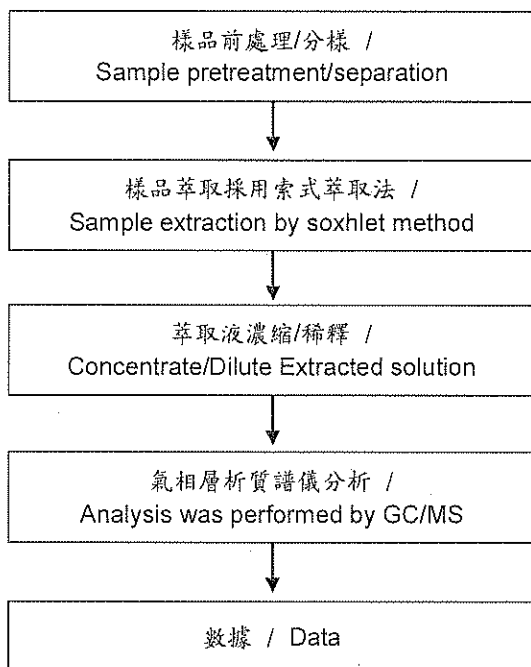 樣品前處理/分樣 /
Sample pretreatment/separation
樣品萃取採用索式萃取法 /
Sample extraction by soxhlet method
萃取液濃縮/稀釋 /
Concentrate/Dilute Extracted solution
氣相層析質譜儀分析 /
Analysis was performed by GC/MS
數據 / Data